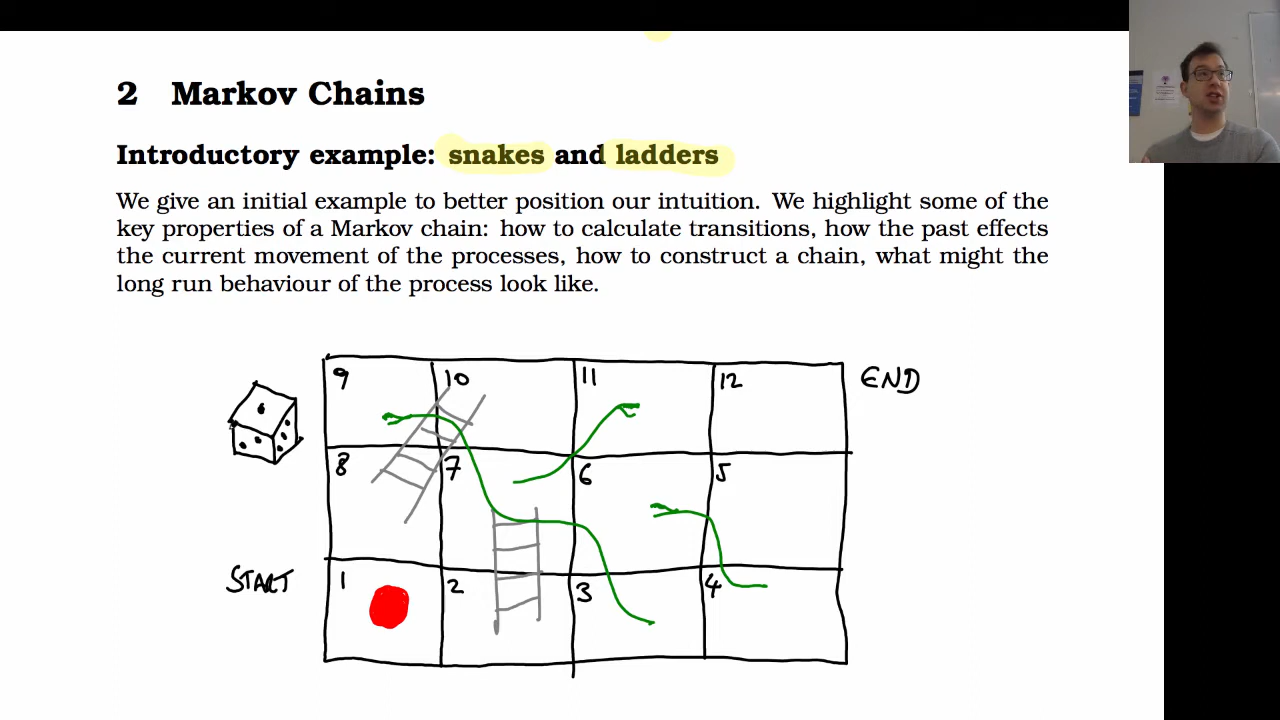 2 Markov Chains
Introductory example: snakes and ladders
We give an initial example to better position our intuition. We highlight some of the
key properties of a Markov chain: how to calculate transitions, how the past effects
the current movement of the processes, how to construct a chain, what might the
long run behaviour of the process look like.
9 10 11 12 END
8 7 6 5
START 1 2 3 4